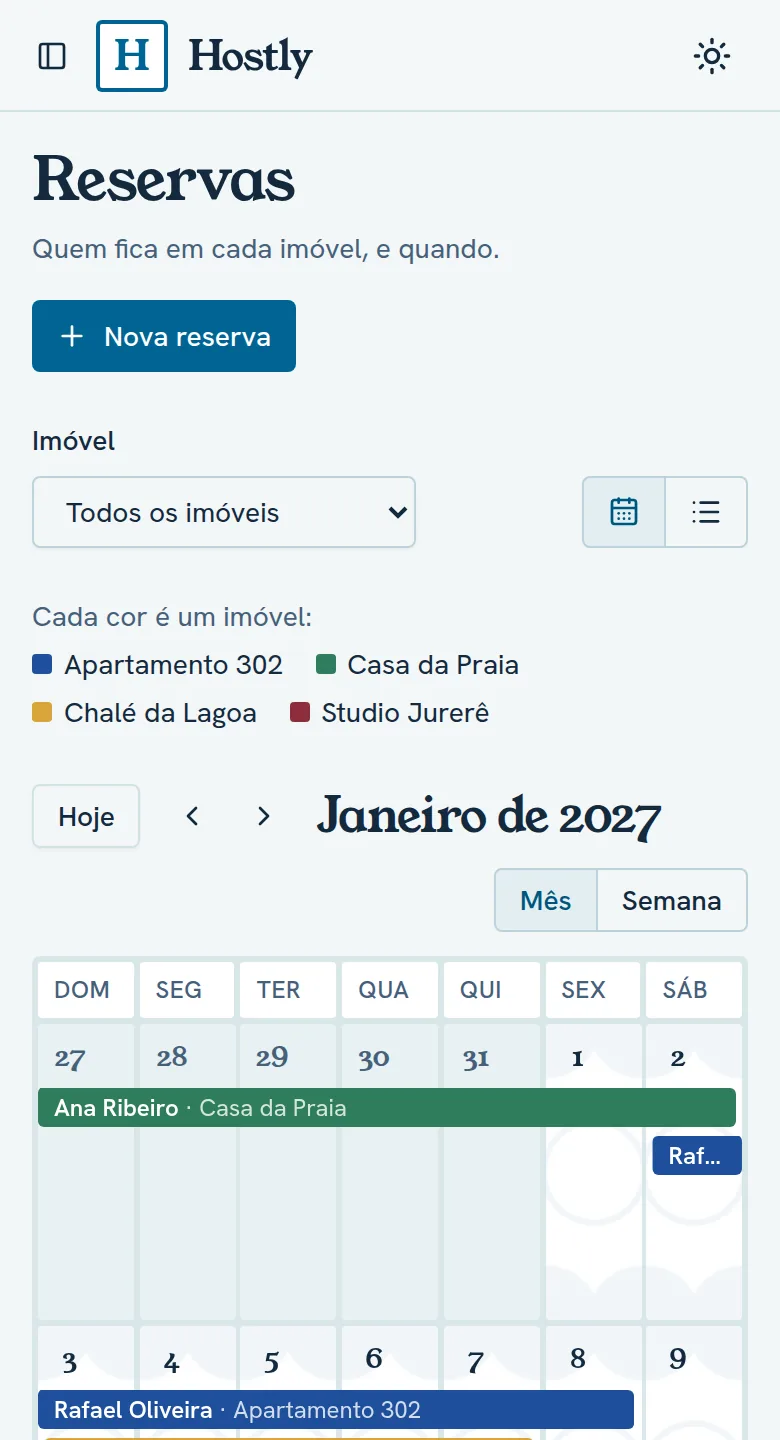 H Hostly
Reservas
Quem fica em cada imóvel, e quando.
Nova reserva
Imóvel
Todos os imóveis
Cada cor é um imóvel:
Apartamento 302 Casa da Praia
Chalé da Lagoa Studio Jurerê
Hoje Janeiro de 2027
Mês Semana
DOM SEG TER QUA QUI SEX SÁB
27 28 29 30 31 1 2
Ana Ribeiro · Casa da Praia
Raf...
3 4 5 6 7 8 9
Rafael Oliveira · Apartamento 302